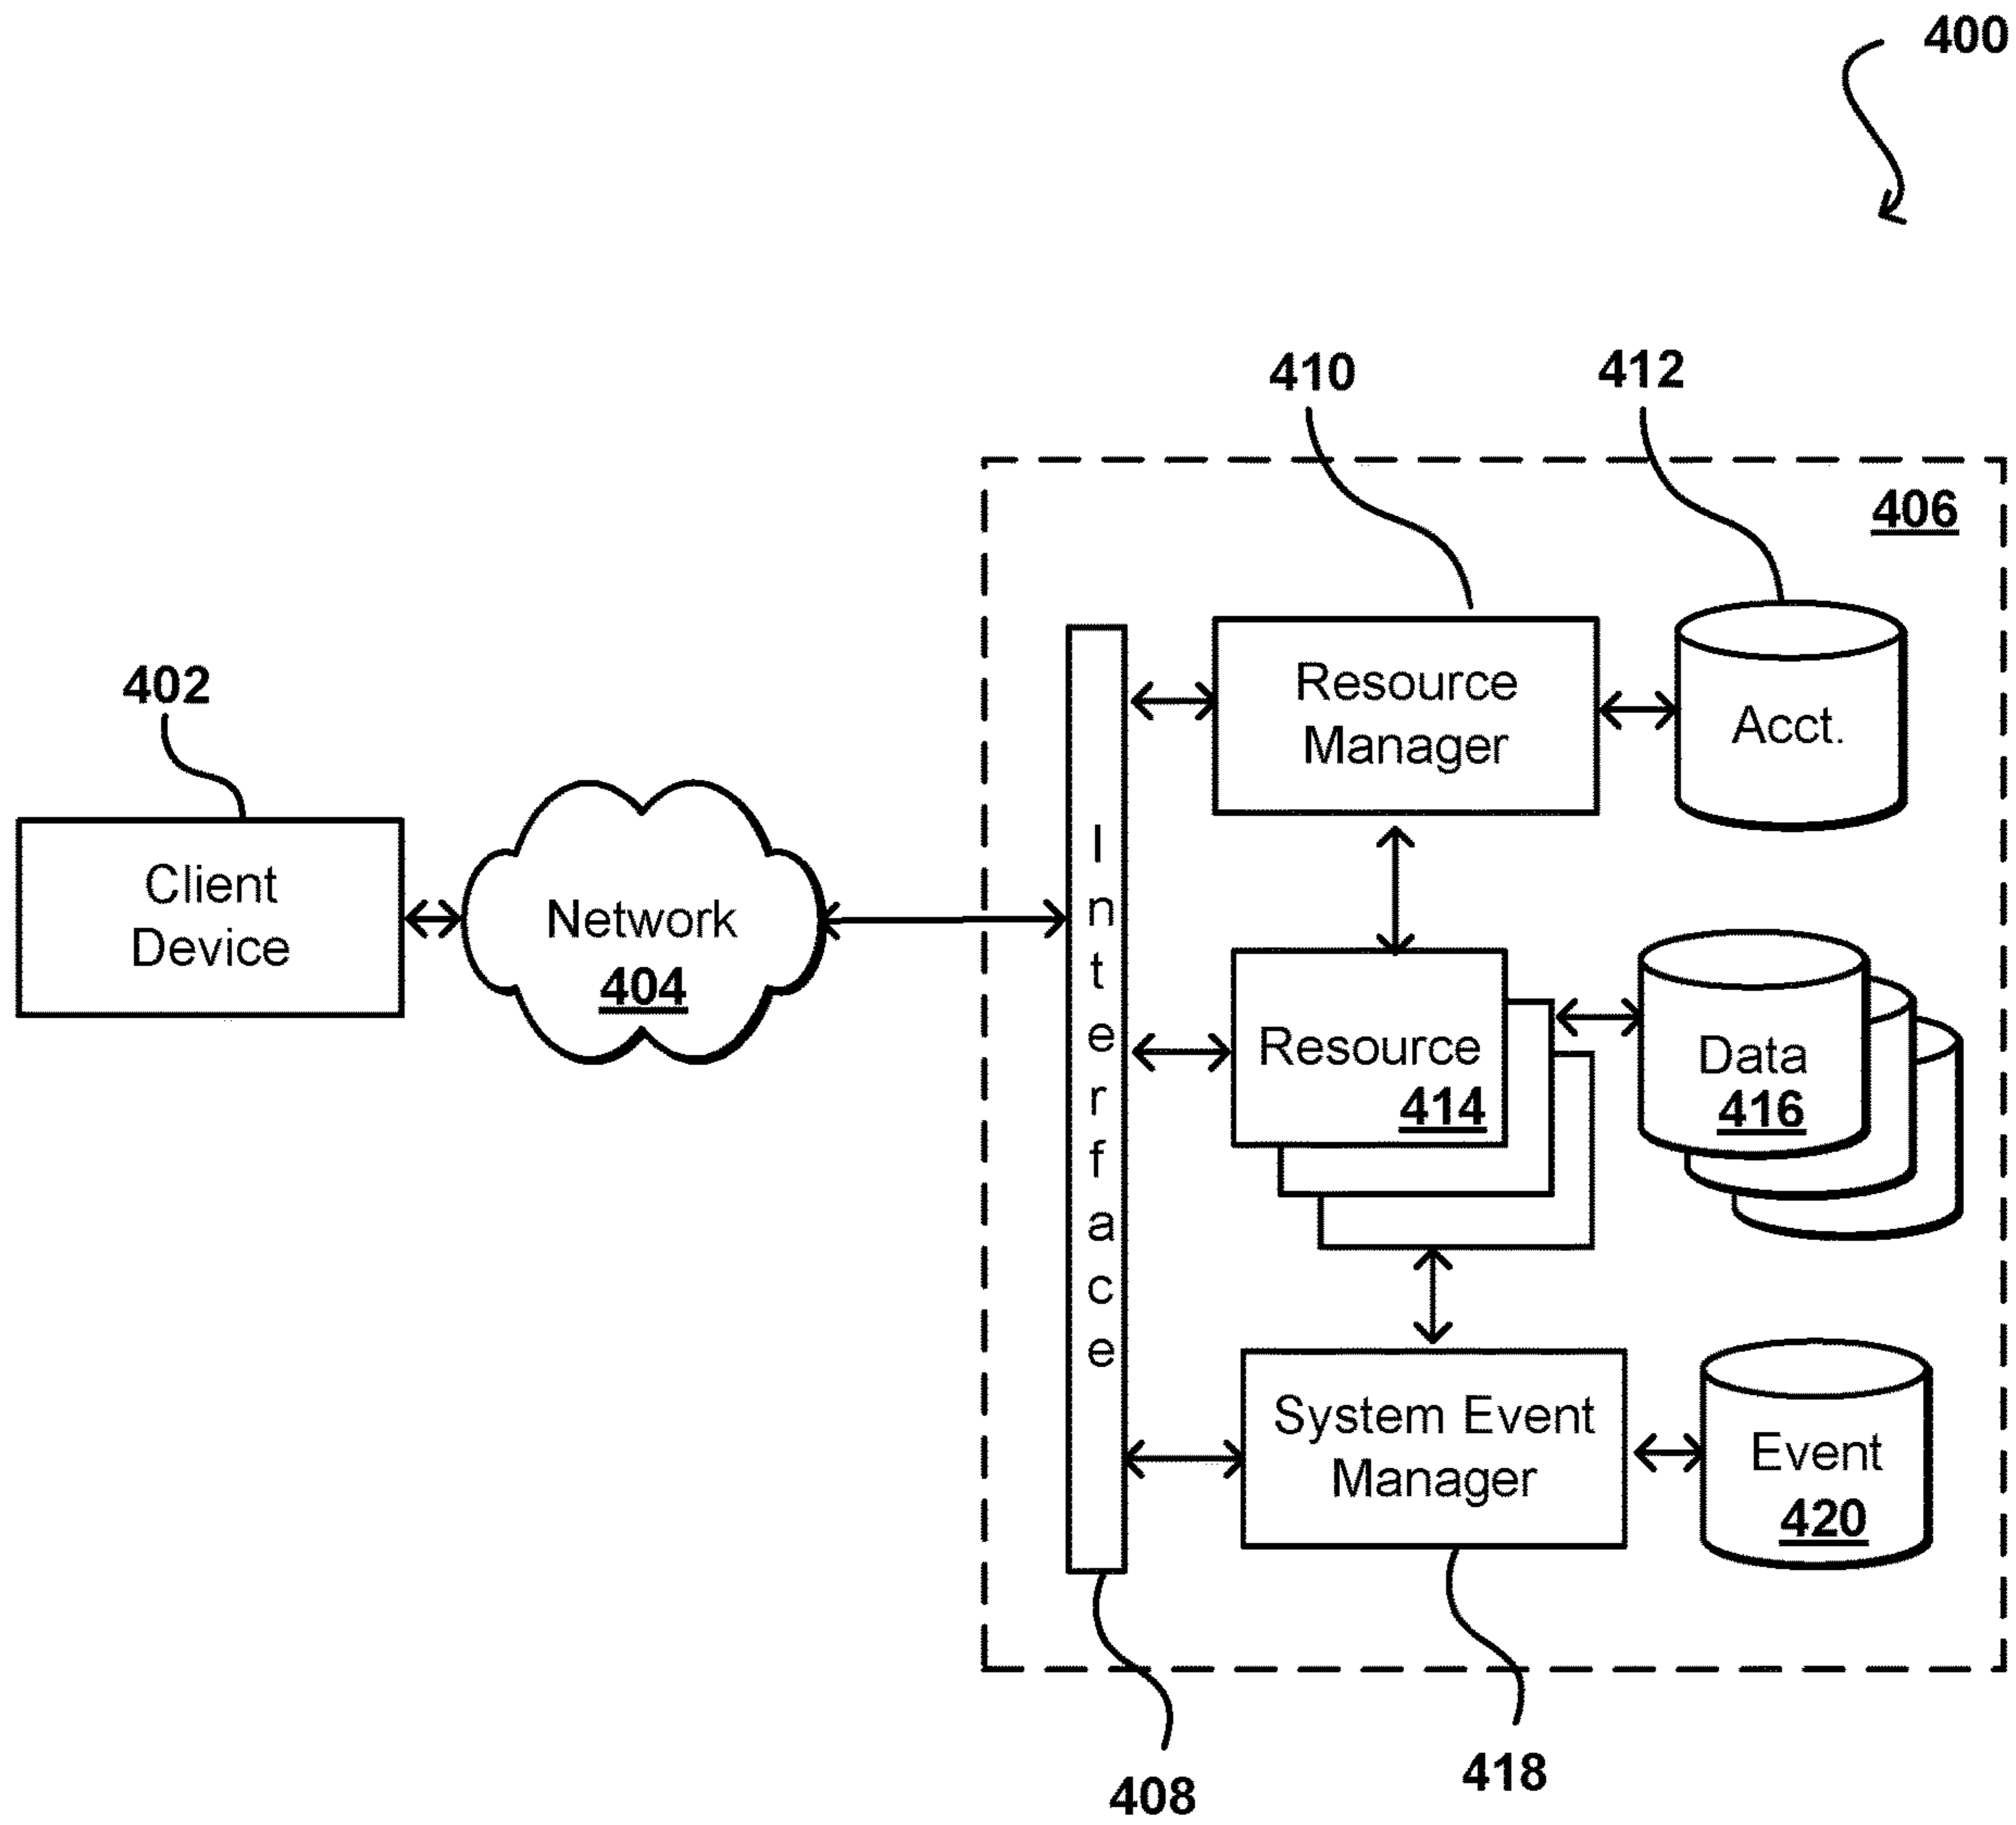 400
410
412
406
402
Resource
Manager
Acct.
Client
Device
Network
404
Interface
Resource
414
Data
416
System Event
Manager
Event
420
408
418